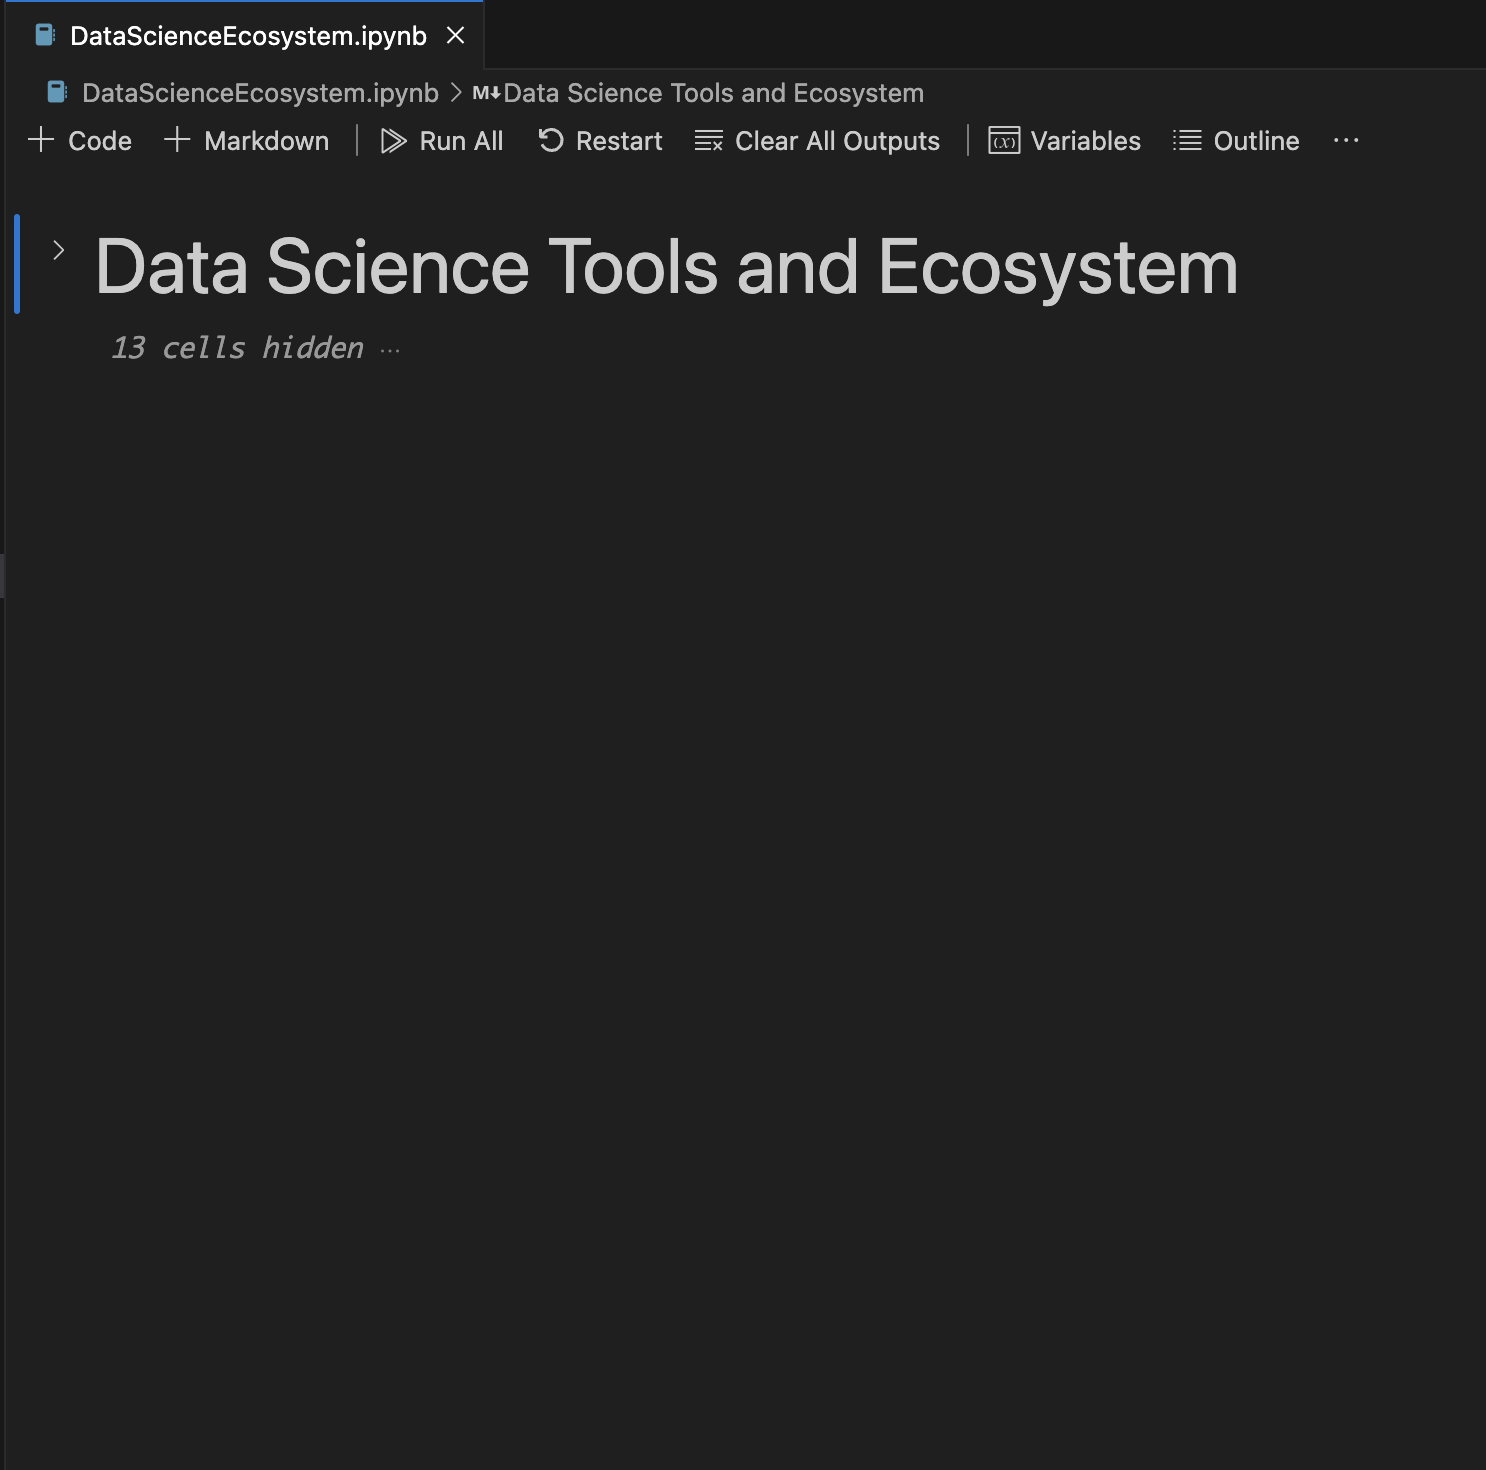 DataScienceEcosystem.ipynb
DataScienceEcosystem.ipynb > M↓ Data Science Tools and Ecosystem
+ Code + Markdown | Run All Restart Clear All Outputs | (x) Variables Outline ...
Data Science Tools and Ecosystem
13 cells hidden ...